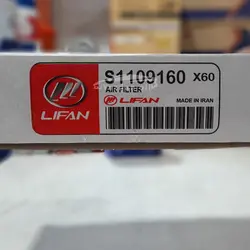 S1109160 X60
AIR FILTER
LIFAN
MADE IN IRAN
LIFAN